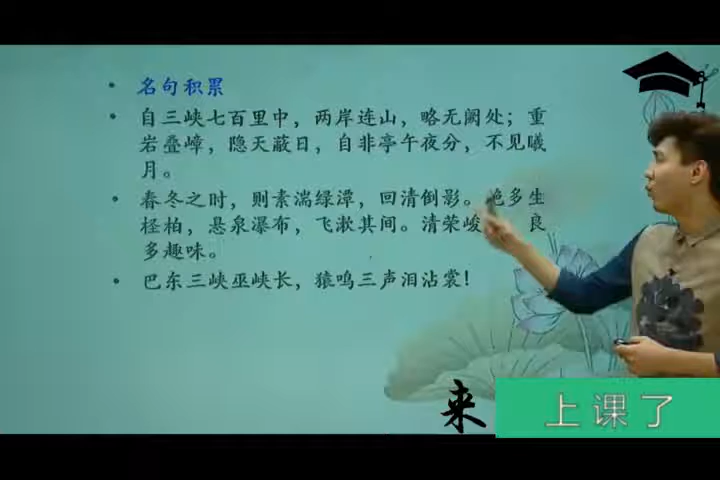 名句积累
自三峡七百里中，两岸连山，略无阙处；重
岩叠嶂，隐天蔽日，自非亭午夜分，不见曦
月。
春冬之时，则素湍绿潭，回清倒影。绝多生
柽柏，悬泉瀑布，飞漱其间。清荣峻 良
多趣味。
巴东三峡巫峡长，猿鸣三声泪沾裳！
来 上课了